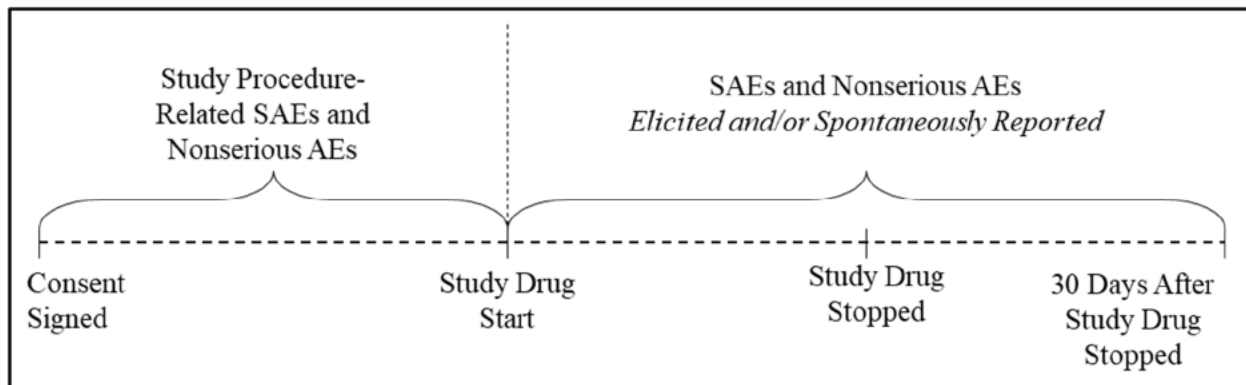 Study Procedure-
Related SAEs and
Nonserious AEs
SAEs and Nonserious AEs
Elicited and/or Spontaneously Reported
Consent
Signed
Study Drug
Start
Study Drug
Stopped
30 Days After
Study Drug
Stopped